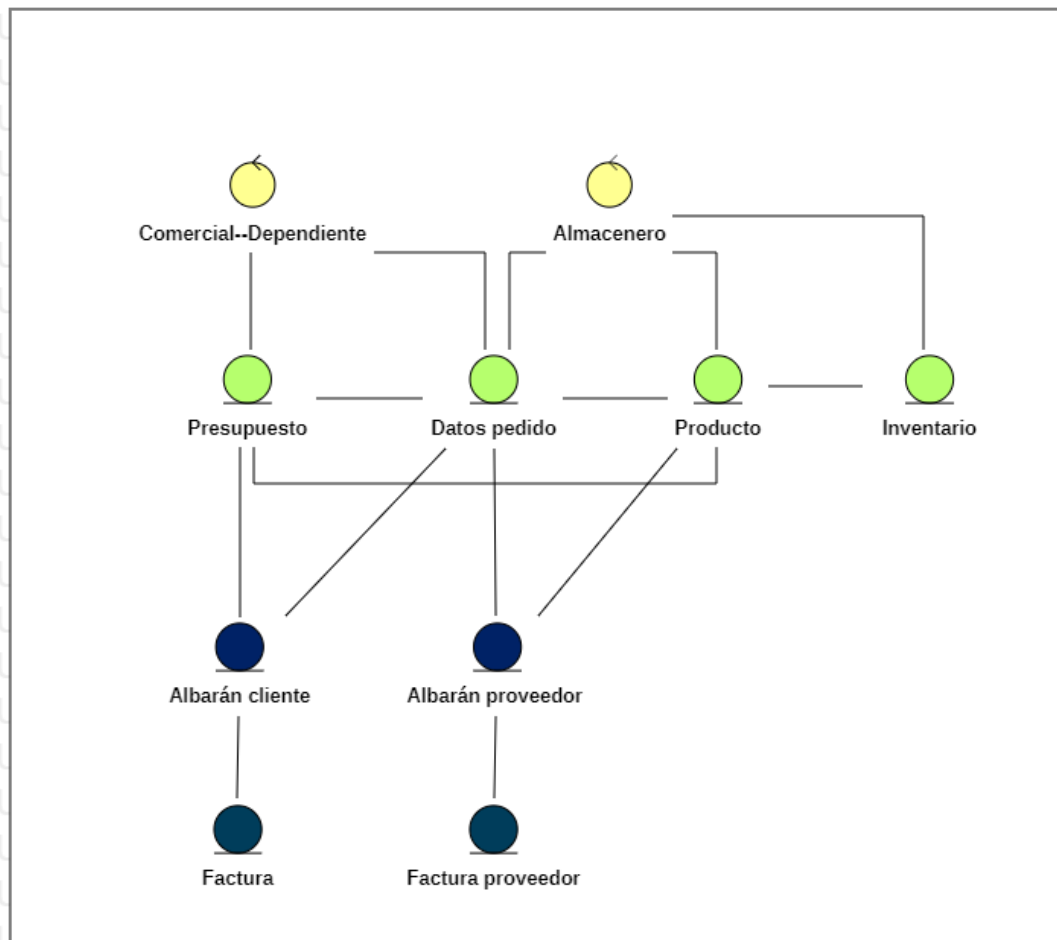 Comercial--Dependiente
Almacenero
Presupuesto
Datos pedido
Producto
Inventario
Albarán cliente
Albarán proveedor
Factura
Factura proveedor